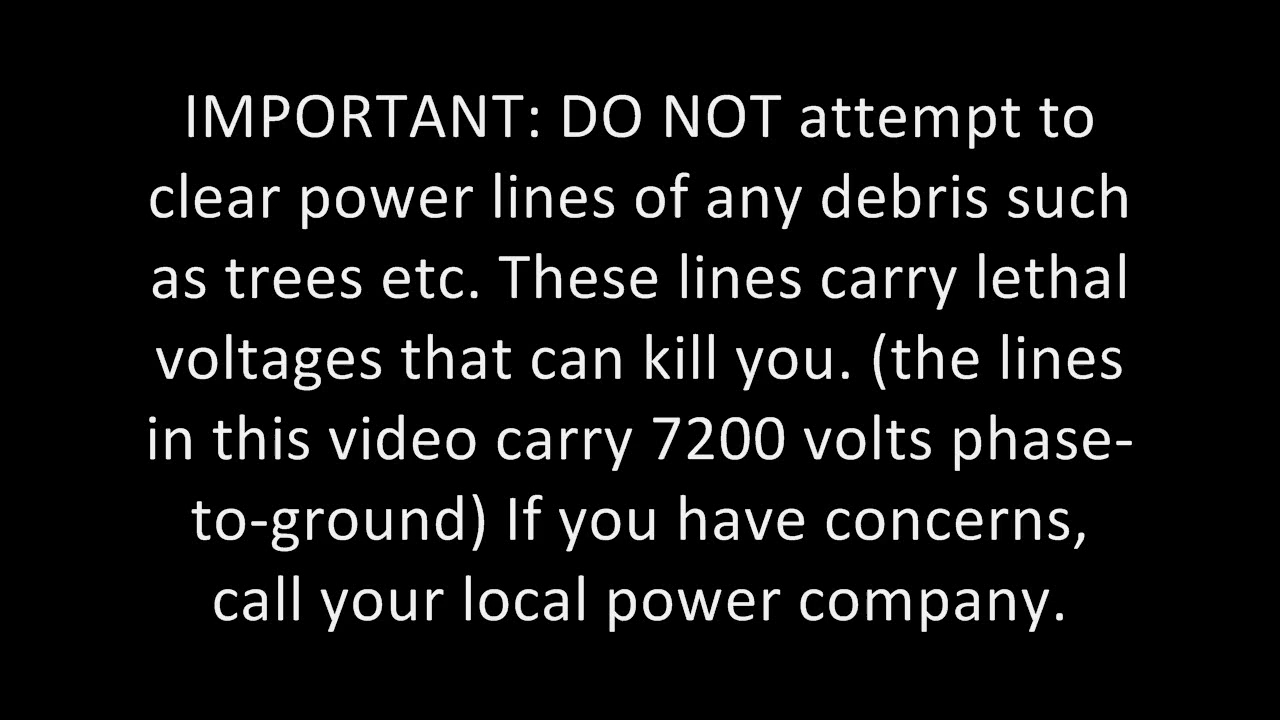 IMPORTANT: DO NOT attempt to
clear power lines of any debris such
as trees etc. These lines carry lethal
voltages that can kill you. (the lines
in this video carry 7200 volts phase-
to-ground) If you have concerns,
call your local power company.